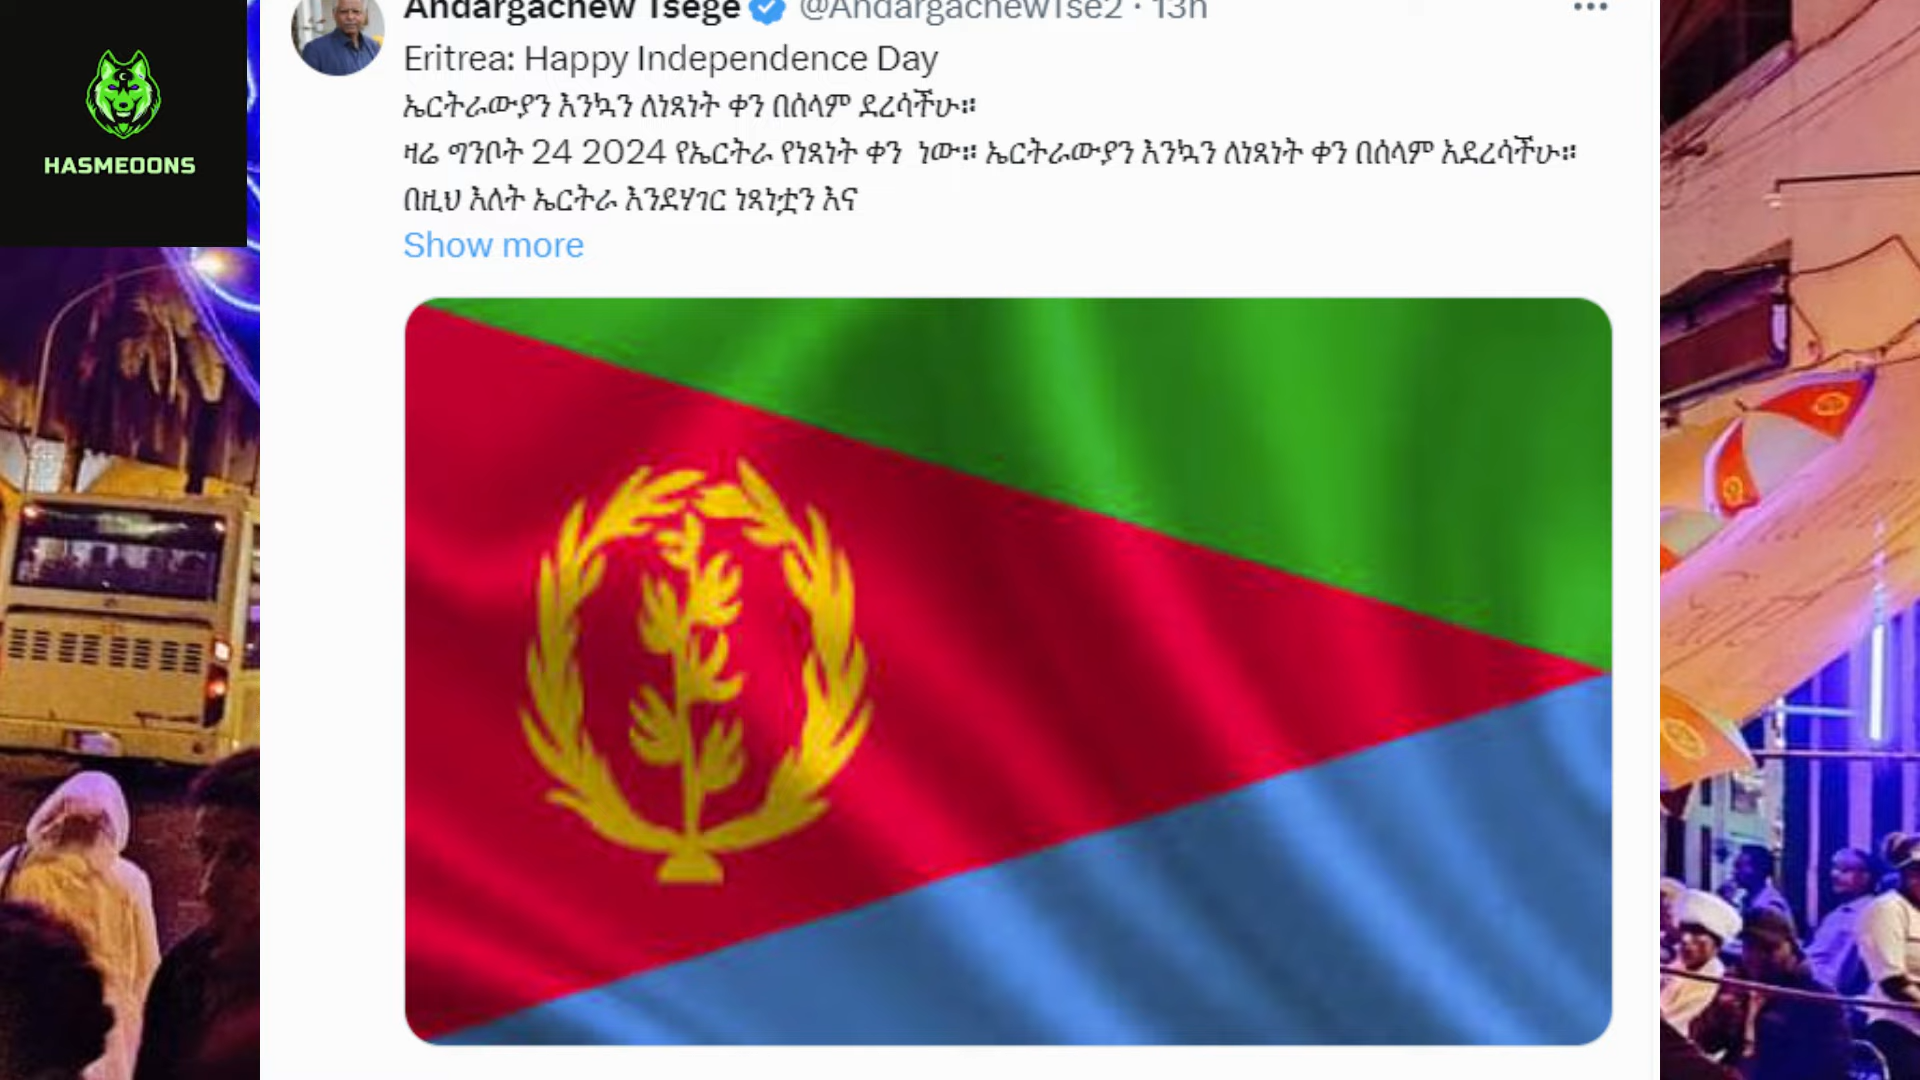 HASMEDONS
Andargachew Tsege @AndargachewTse2 · 13h
Eritrea: Happy Independence Day
ኤርትራውያን እንኳን ለነጻነት ቀን በሰላም ደረሳችሁ።
ዛሬ ግንቦት 24 2024 የኤርትራ የነጻነት ቀን ነው። ኤርትራውያን እንኳን ለነጻነት ቀን በሰላም አደረሳችሁ።
በዚህ እለት ኤርትራ እንደሃገር ነጻነቷን እና
Show more